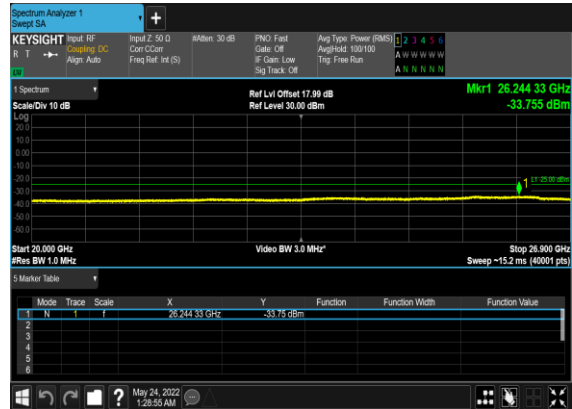 Spectrum Analyzer 1
Swept SA
+
KEYSIGHT Input: RF Input Z: 50 Ω #Atten: 30 dB PNO: Fast Avg Type: Power (RMS) 1 2 3 4 5 6
R T Coupling: DC Corr CCorr Gate: Off Avg|Hold: 100/100 A W W W W W
Align: Auto Freq Ref: Int (S) IF Gain: Low Trig: Free Run
Sig Track: Off A N N N N N
1 Spectrum Ref Lvl Offset 17.99 dB Mkr1 26.244 33 GHz
Scale/Div 10 dB Ref Level 30.00 dBm -33.755 dBm
Log
20.0
10.0
0.00
-10.0
-20.0
1 L1 -25.00 dBm
-30.0
-40.0
-50.0
-60.0
Start 20.000 GHz Video BW 3.0 MHz* Stop 26.900 GHz
#Res BW 1.0 MHz Sweep ~15.2 ms (40001 pts)
5 Marker Table
Mode Trace Scale X Y Function Function Width Function Value
1 N 1 f 26.244 33 GHz -33.75 dBm
2
3
4
5
6
? May 24, 2022
1:28:55 AM